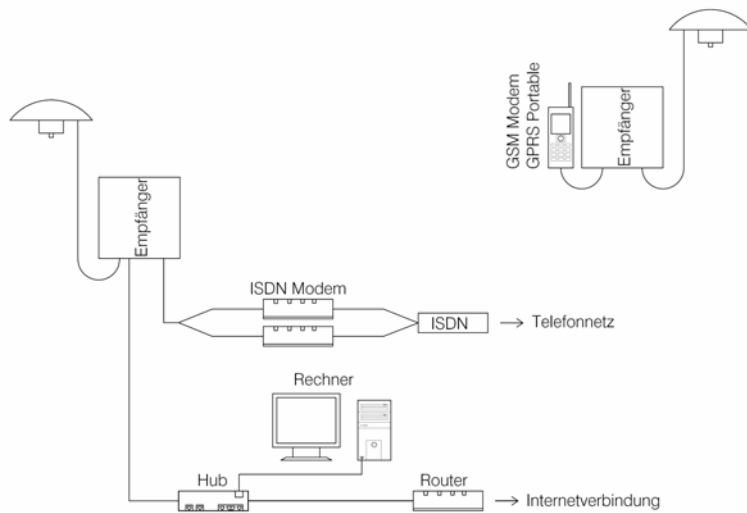 GSM Modem
GPRS Portable
Empfänger
Empfänger
ISDN Modem
ISDN
Telefonnetz
Rechner
Hub
Router
Internetverbindung